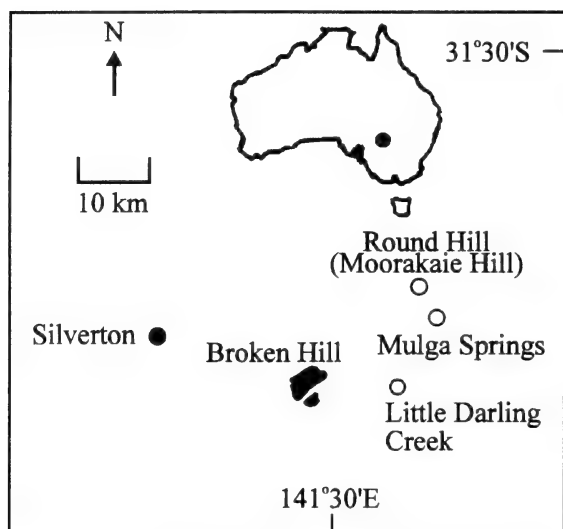 N
31°30'S
10 km
Round Hill
(Moorakaie Hill)
Silverton
Broken Hill
Mulga Springs
Little Darling
Creek
141°30'E